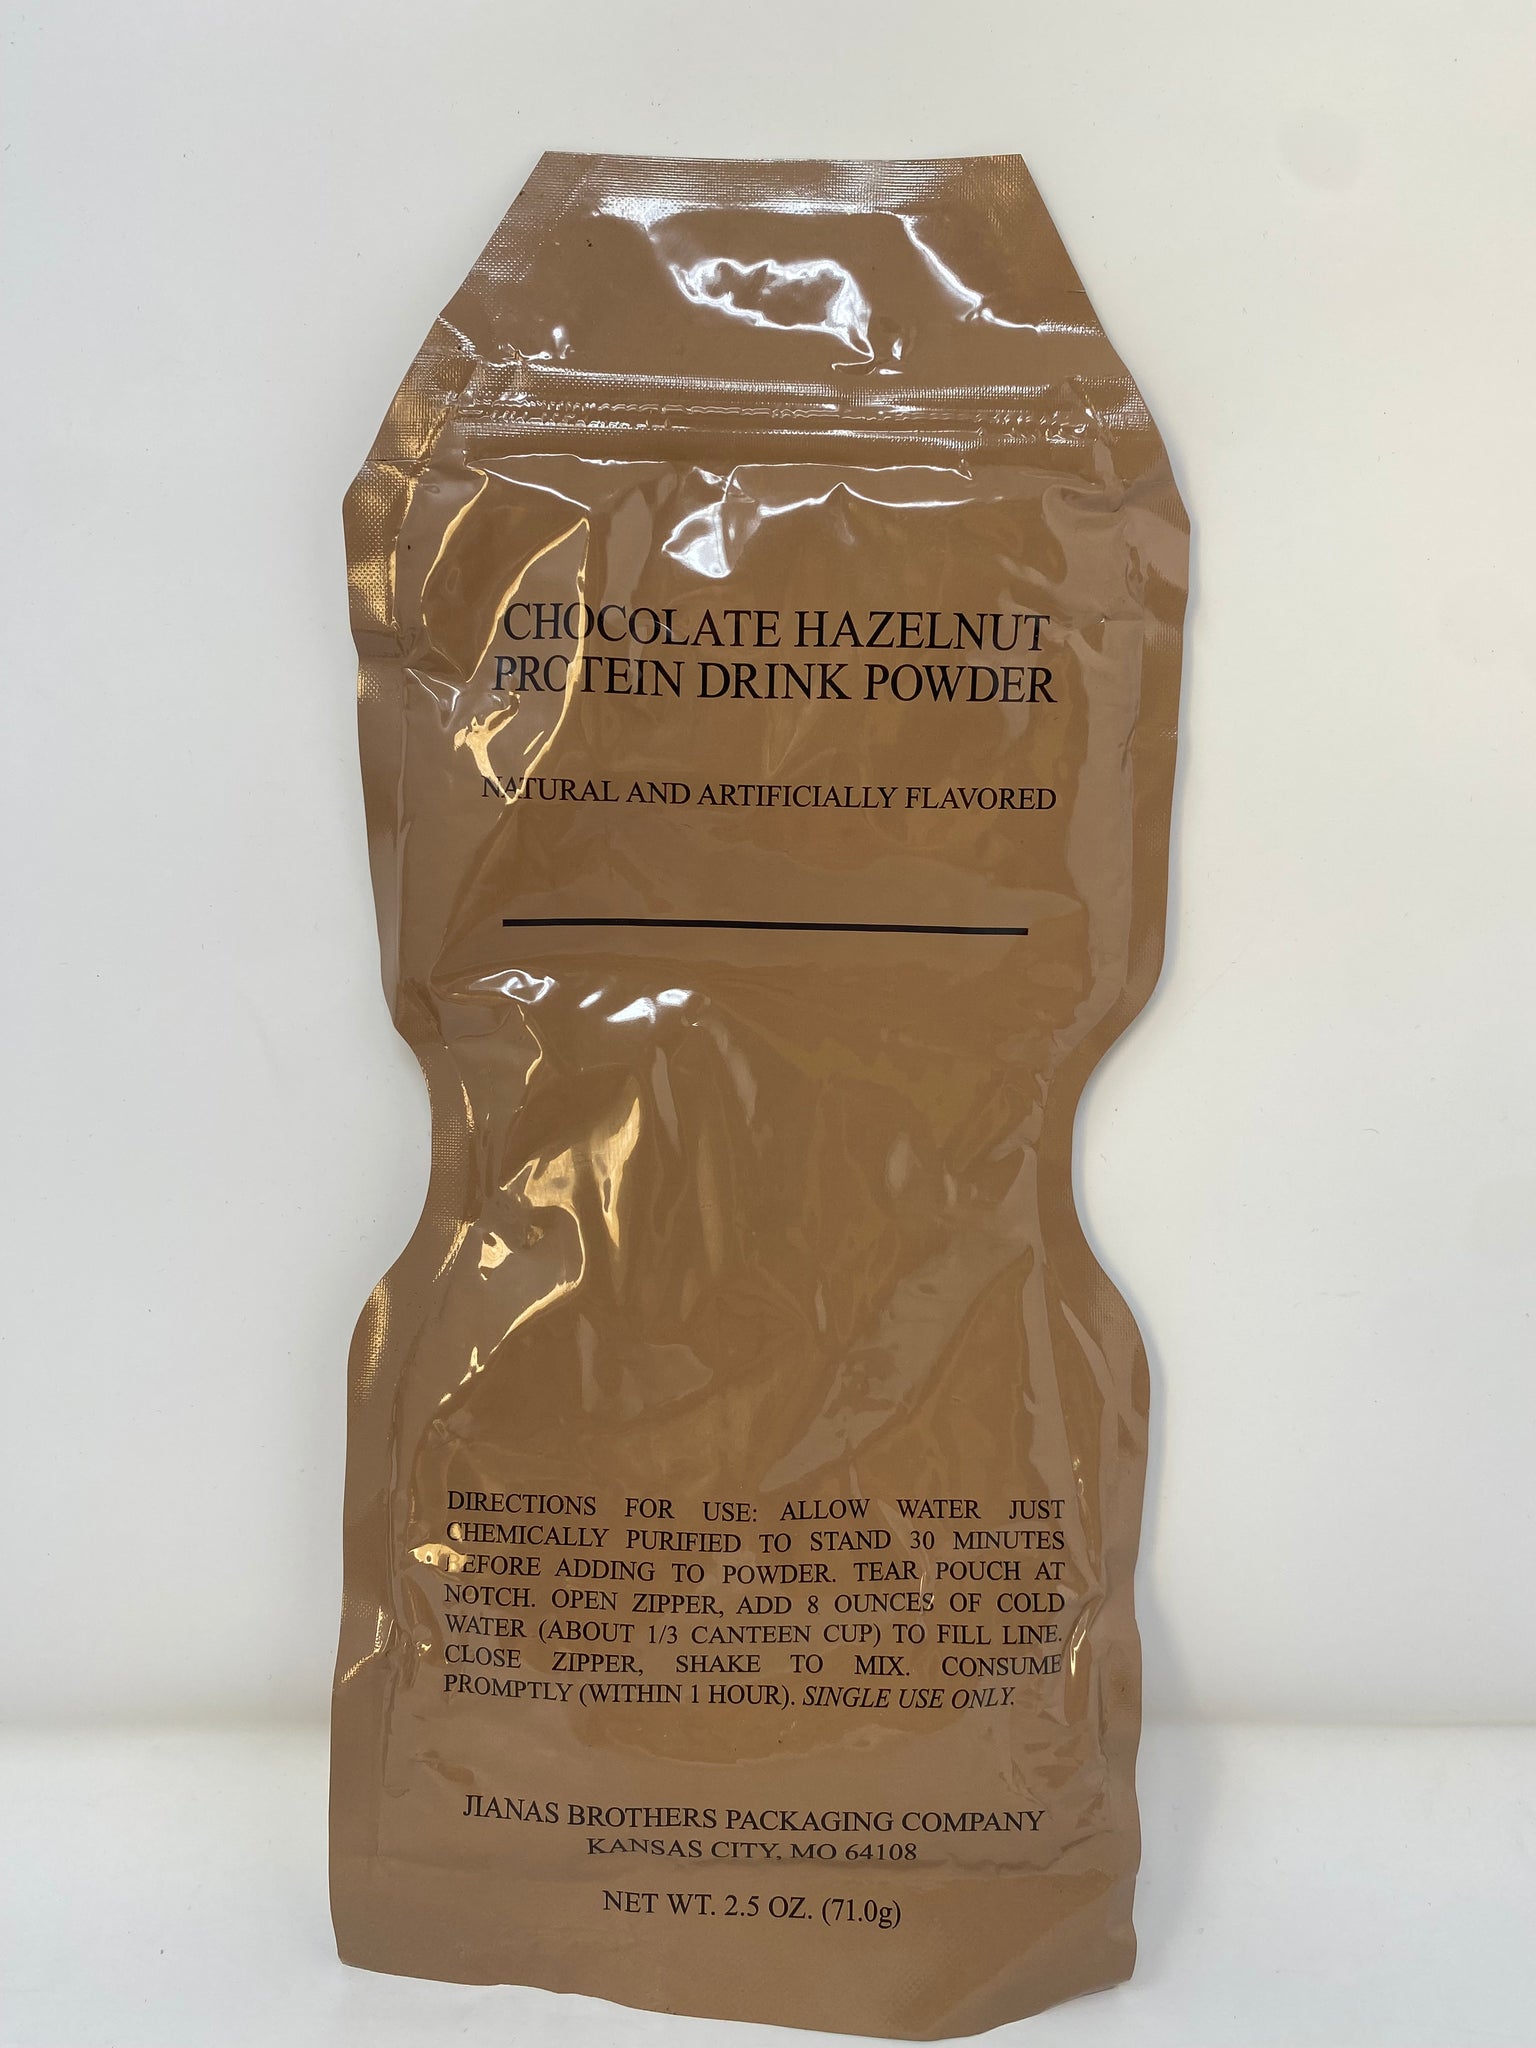 CHOCOLATE HAZELNUT
PROTEIN DRINK POWDER
NATURAL AND ARTIFICIALLY FLAVORED
DIRECTIONS FOR USE: ALLOW WATER JUST
CHEMICALLY PURIFIED TO STAND 30 MINUTES
BEFORE ADDING TO POWDER. TEAR POUCH AT
NOTCH. OPEN ZIPPER, ADD 8 OUNCES OF COLD
WATER (ABOUT 1/3 CANTEEN CUP) TO FILL LINE.
CLOSE ZIPPER, SHAKE TO MIX. CONSUME
PROMPTLY (WITHIN 1 HOUR). SINGLE USE ONLY.
JIANAS BROTHERS PACKAGING COMPANY
KANSAS CITY, MO 64108
NET WT. 2.5 OZ. (71.0g)